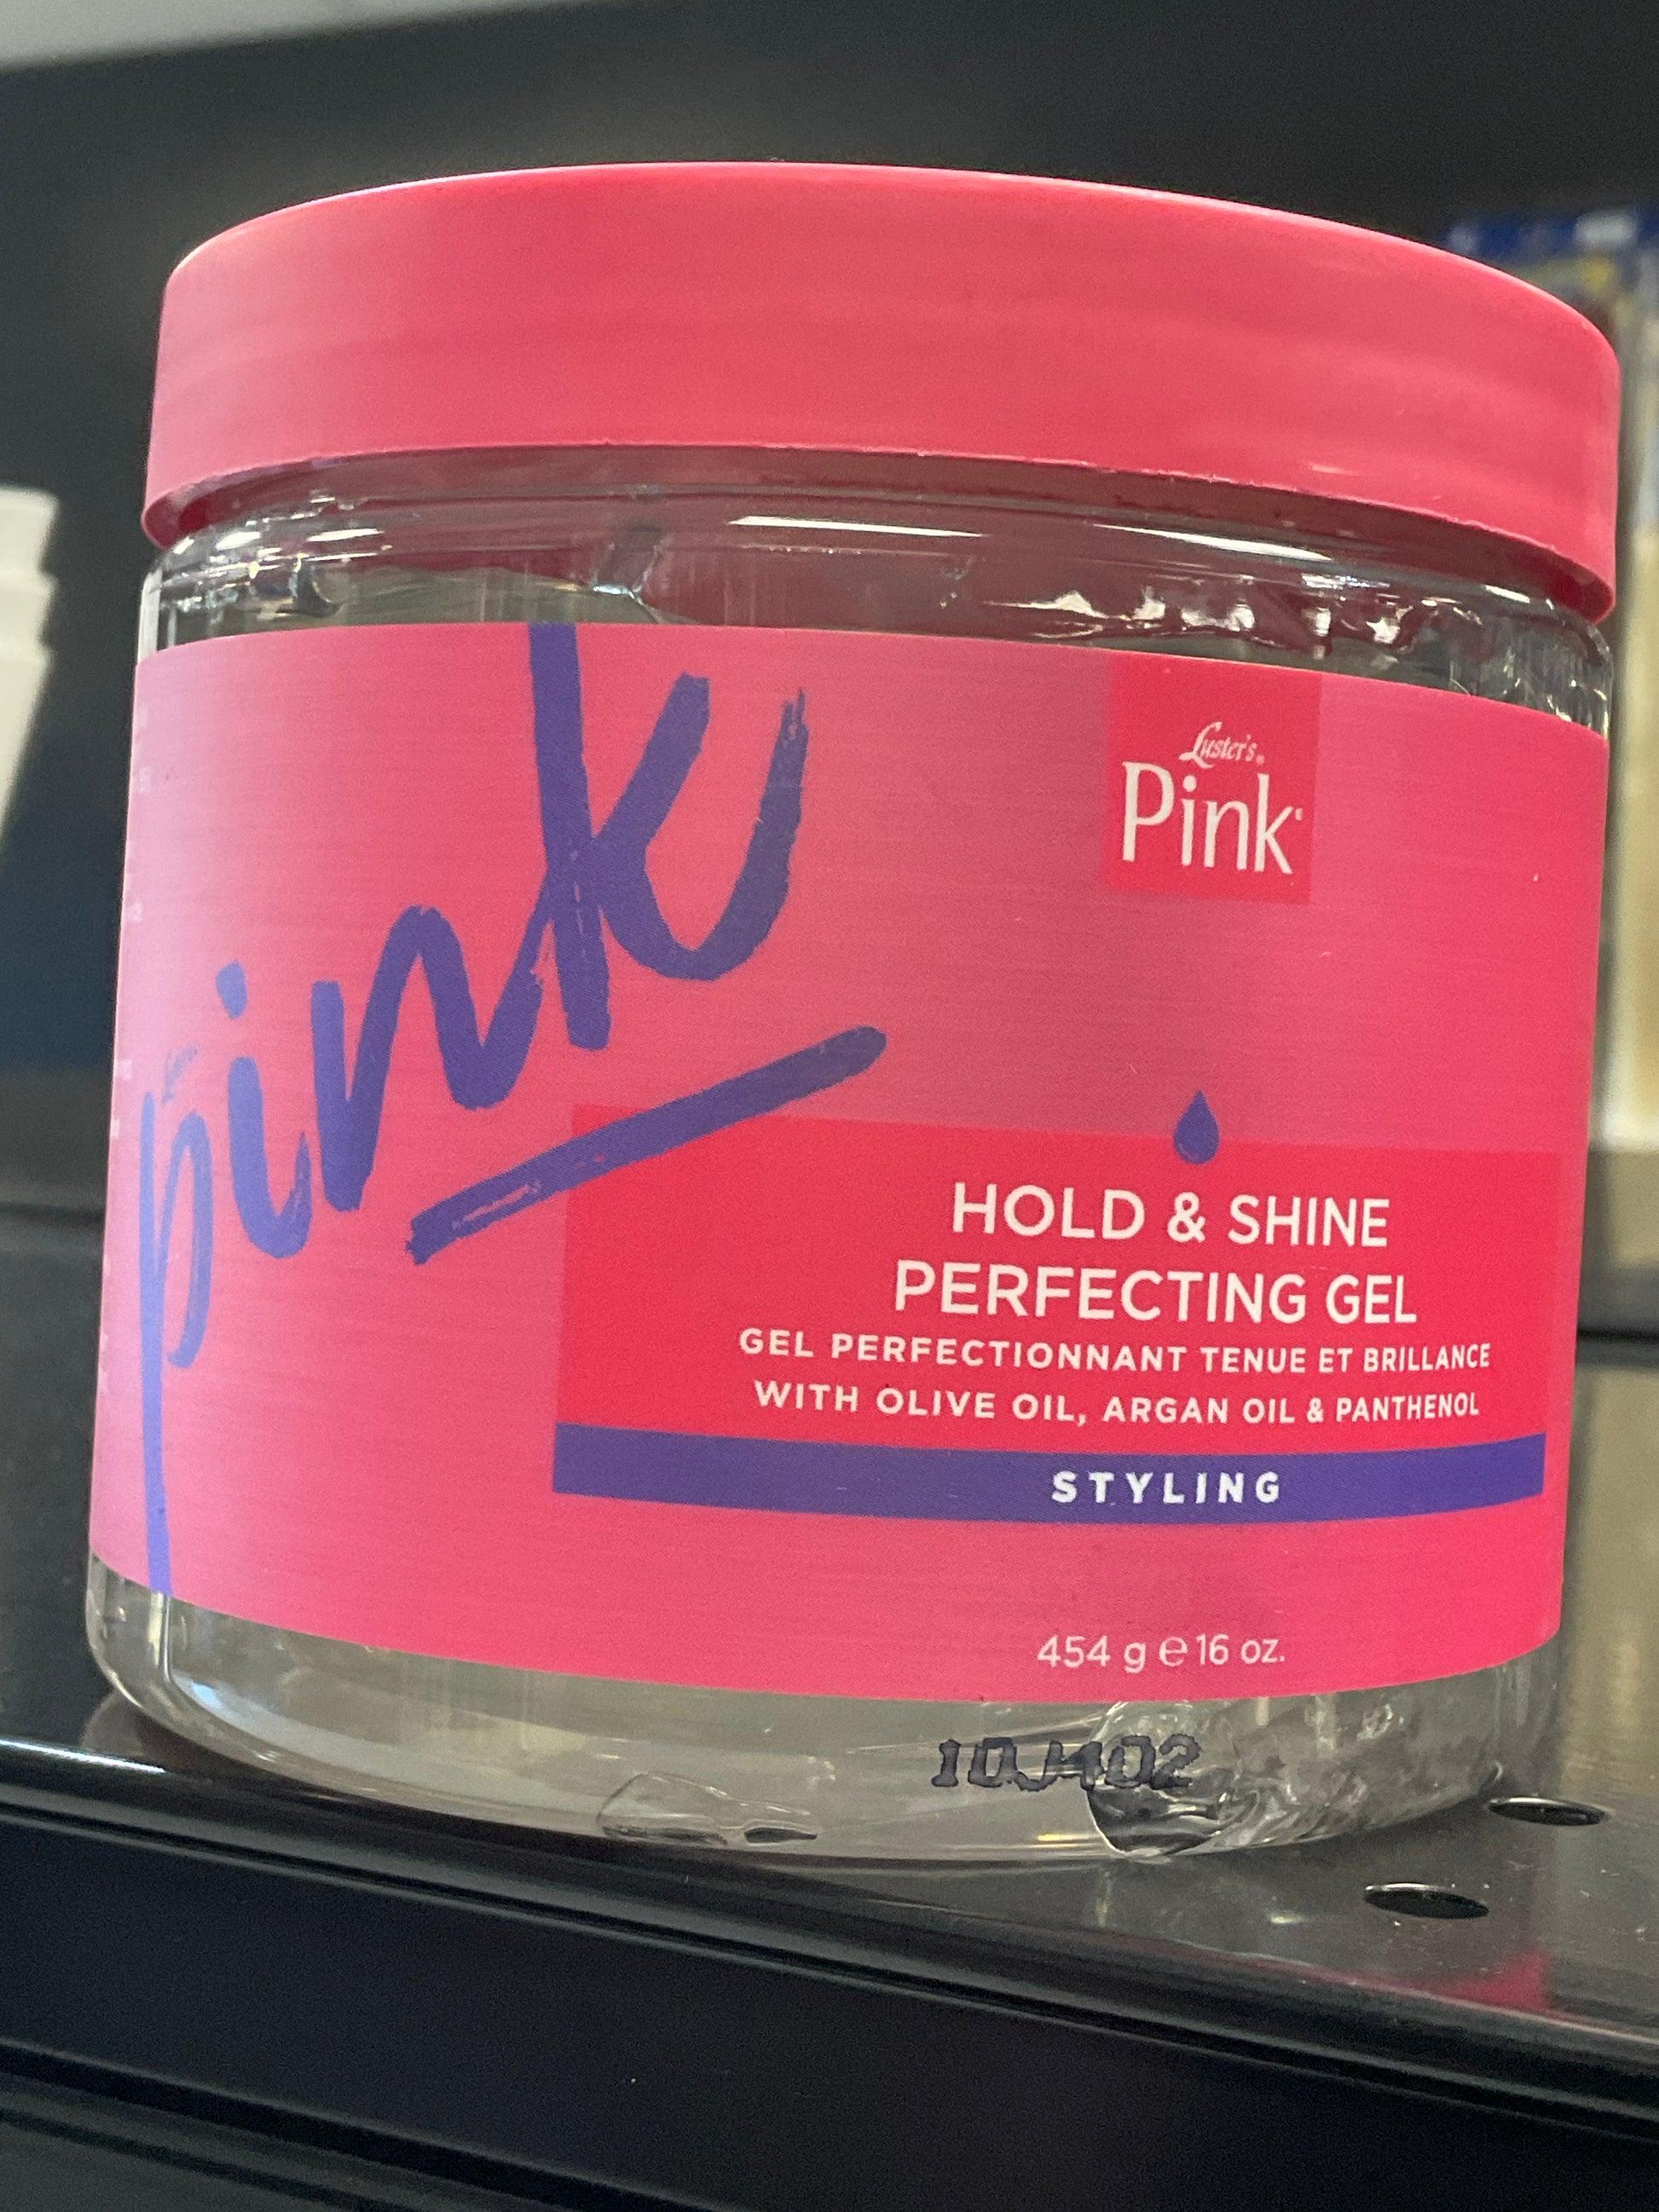 pink
Luster's
Pink
HOLD & SHINE
PERFECTING GEL
GEL PERFECTIONNANT TENUE ET BRILLANCE
WITH OLIVE OIL, ARGAN OIL & PANTHENOL
STYLING
454 g e 16 oz.